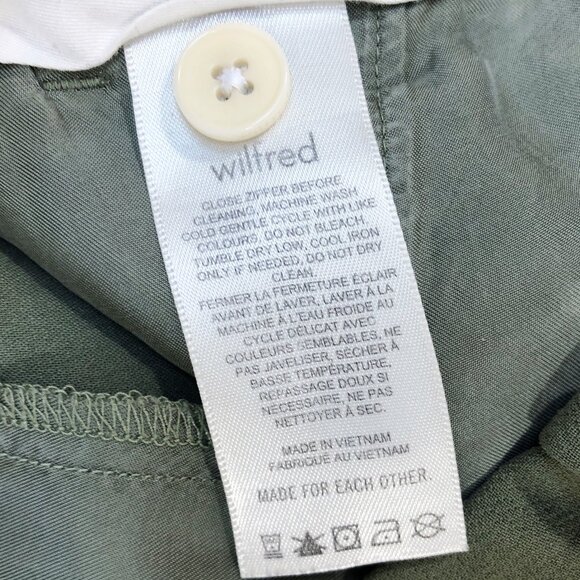 wilfred
CLOSE ZIPPER BEFORE
CLEANING, MACHINE WASH
COLD GENTLE CYCLE WITH LIKE
COLOURS, DO NOT BLEACH,
TUMBLE DRY LOW, COOL IRON
ONLY IF NEEDED, DO NOT DRY
CLEAN.
FERMER LA FERMETURE ÉCLAIR
AVANT DE LAVER, LAVER À LA
MACHINE À L'EAU FROIDE AU
CYCLE DÉLICAT AVEC
COULEURS SEMBLABLES, NE
PAS JAVELISER, SÉCHER À
BASSE TEMPÉRATURE,
REPASSAGE DOUX SI
NÉCESSAIRE, NE PAS
NETTOYER À SEC.
MADE IN VIETNAM
FABRIQUÉ AU VIETNAM
MADE FOR EACH OTHER.